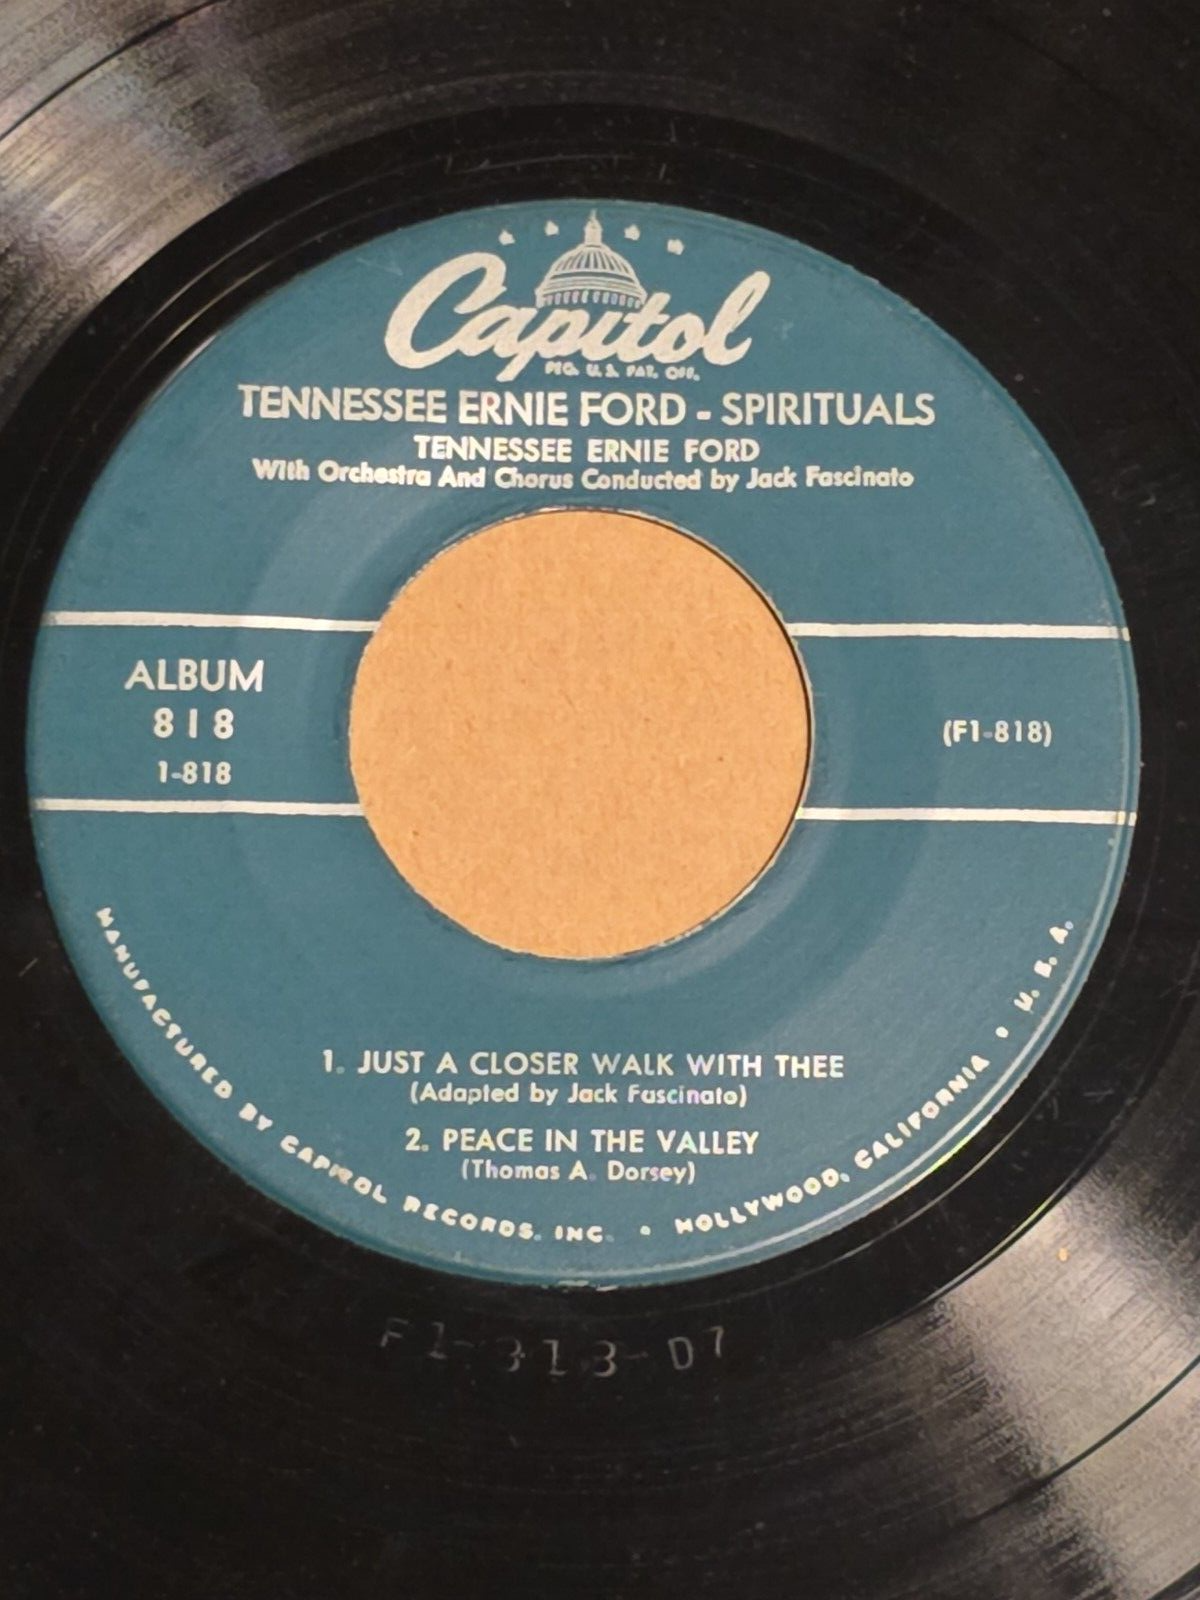 Capitol
REG. U.S. PAT. OFF.
TENNESSEE ERNIE FORD - SPIRITUALS
TENNESSEE ERNIE FORD
With Orchestra And Chorus Conducted by Jack Fascinato
ALBUM
818
1-818
(F1-818)
1. JUST A CLOSER WALK WITH THEE
(Adapted by Jack Fascinato)
2. PEACE IN THE VALLEY
(Thomas A. Dorsey)
MANUFACTURED BY CAPITOL RECORDS, INC. • HOLLYWOOD, CALIFORNIA • U. S. A.